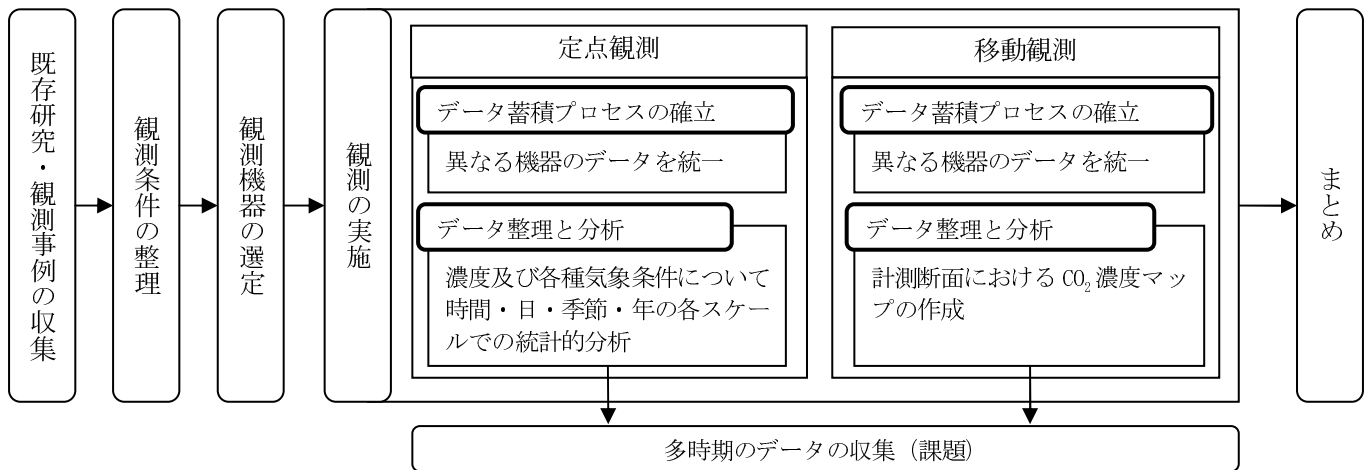 既存研究・観測事例の収集
観測条件の整理
観測機器の選定
観測の実施
定点観測
データ蓄積プロセスの確立
異なる機器のデータを統一
データ整理と分析
濃度及び各種気象条件について
時間・日・季節・年の各スケー
ルでの統計的分析
移動観測
データ蓄積プロセスの確立
異なる機器のデータを統一
データ整理と分析
計測断面における CO₂濃度マッ
プの作成
多時期のデータの収集（課題）
まとめ